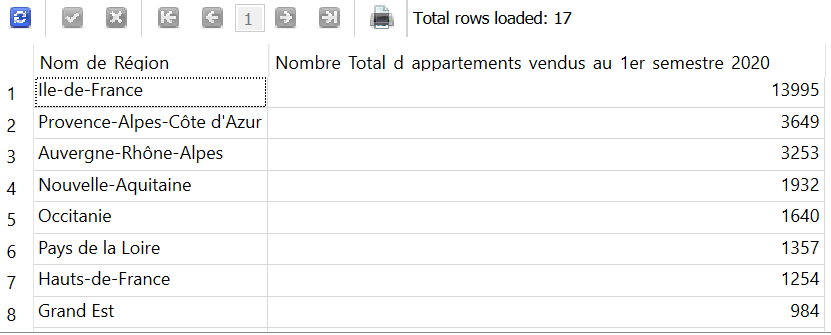 1 Total rows loaded: 17
Nom de Région Nombre Total d appartements vendus au 1er semestre 2020
1 Ile-de-France 13995
2 Provence-Alpes-Côte d'Azur 3649
3 Auvergne-Rhône-Alpes 3253
4 Nouvelle-Aquitaine 1932
5 Occitanie 1640
6 Pays de la Loire 1357
7 Hauts-de-France 1254
8 Grand Est 984